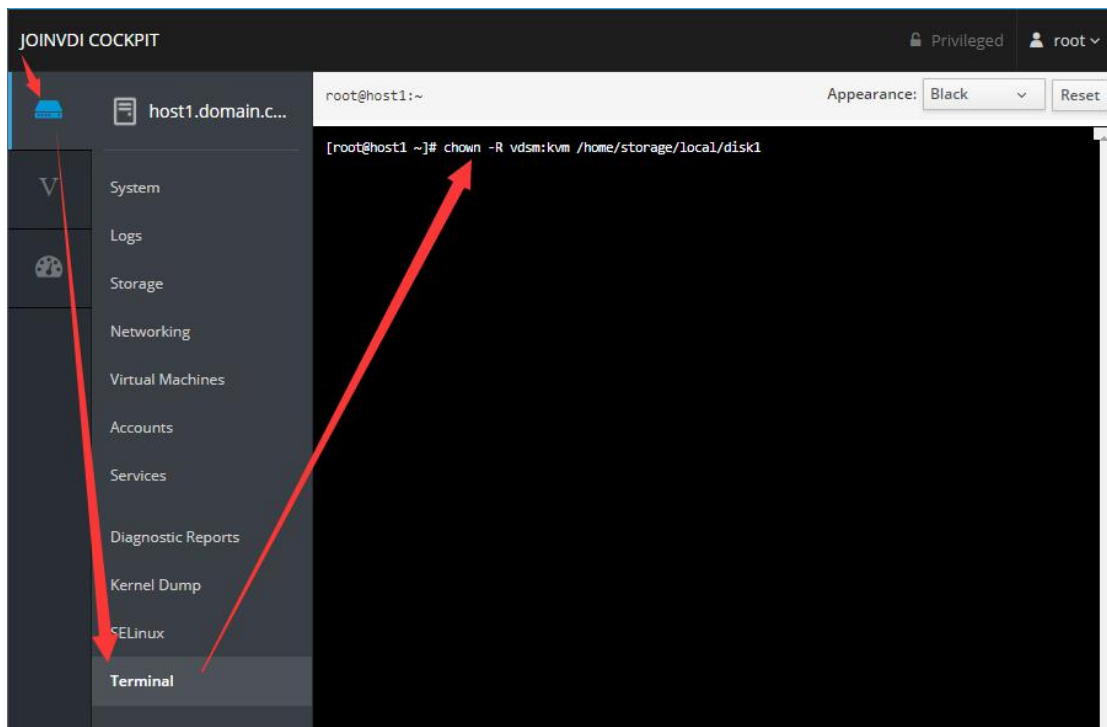 JOINVDI COCKPIT
Privileged
root
host1.domain.c...
root@host1:~
Appearance: Black
Reset
[root@host1 ~]# chown -R vdsm:kvm /home/storage/local/disk1
V
System
Logs
Storage
Networking
Virtual Machines
Accounts
Services
Diagnostic Reports
Kernel Dump
SELinux
Terminal